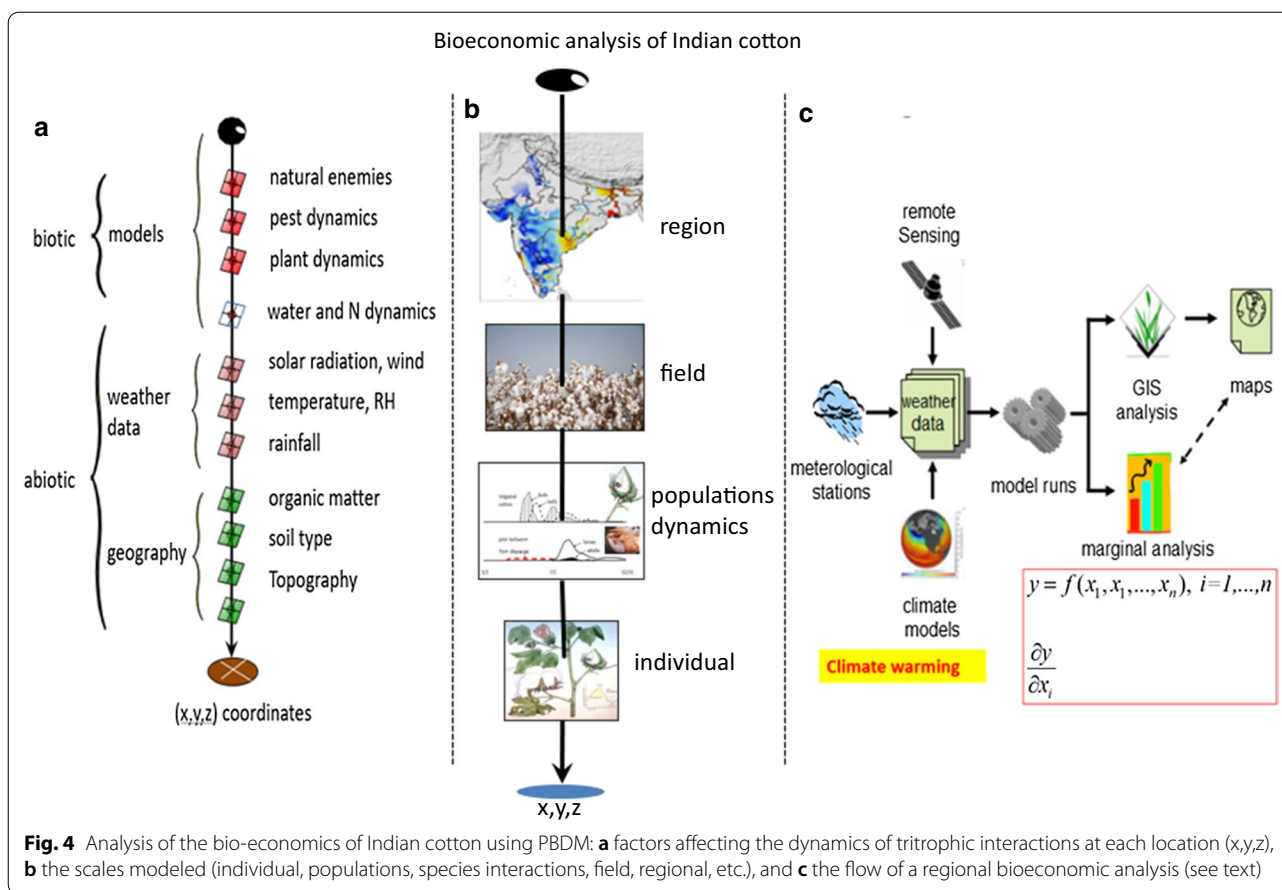 Bioeconomic analysis of Indian cotton
a
biotic
models
natural enemies
pest dynamics
plant dynamics
water and N dynamics
abiotic
weather
data
solar radiation, wind
temperature, RH
rainfall
geography
organic matter
soil type
Topography
(x,y,z) coordinates
b
region
field
populations
dynamics
individual
x,y,z
c
remote
Sensing
weather
data
meterological
stations
climate
models
Climate warming
model runs
GIS
analysis
maps
marginal analysis
y = f(x₁,x₁,...,xₙ), i=1,...,n
∂y
∂xᵢ
Fig. 4 Analysis of the bio-economics of Indian cotton using PBDM: a factors affecting the dynamics of tritrophic interactions at each location (x,y,z),
b the scales modeled (individual, populations, species interactions, field, regional, etc.), and c the flow of a regional bioeconomic analysis (see text)